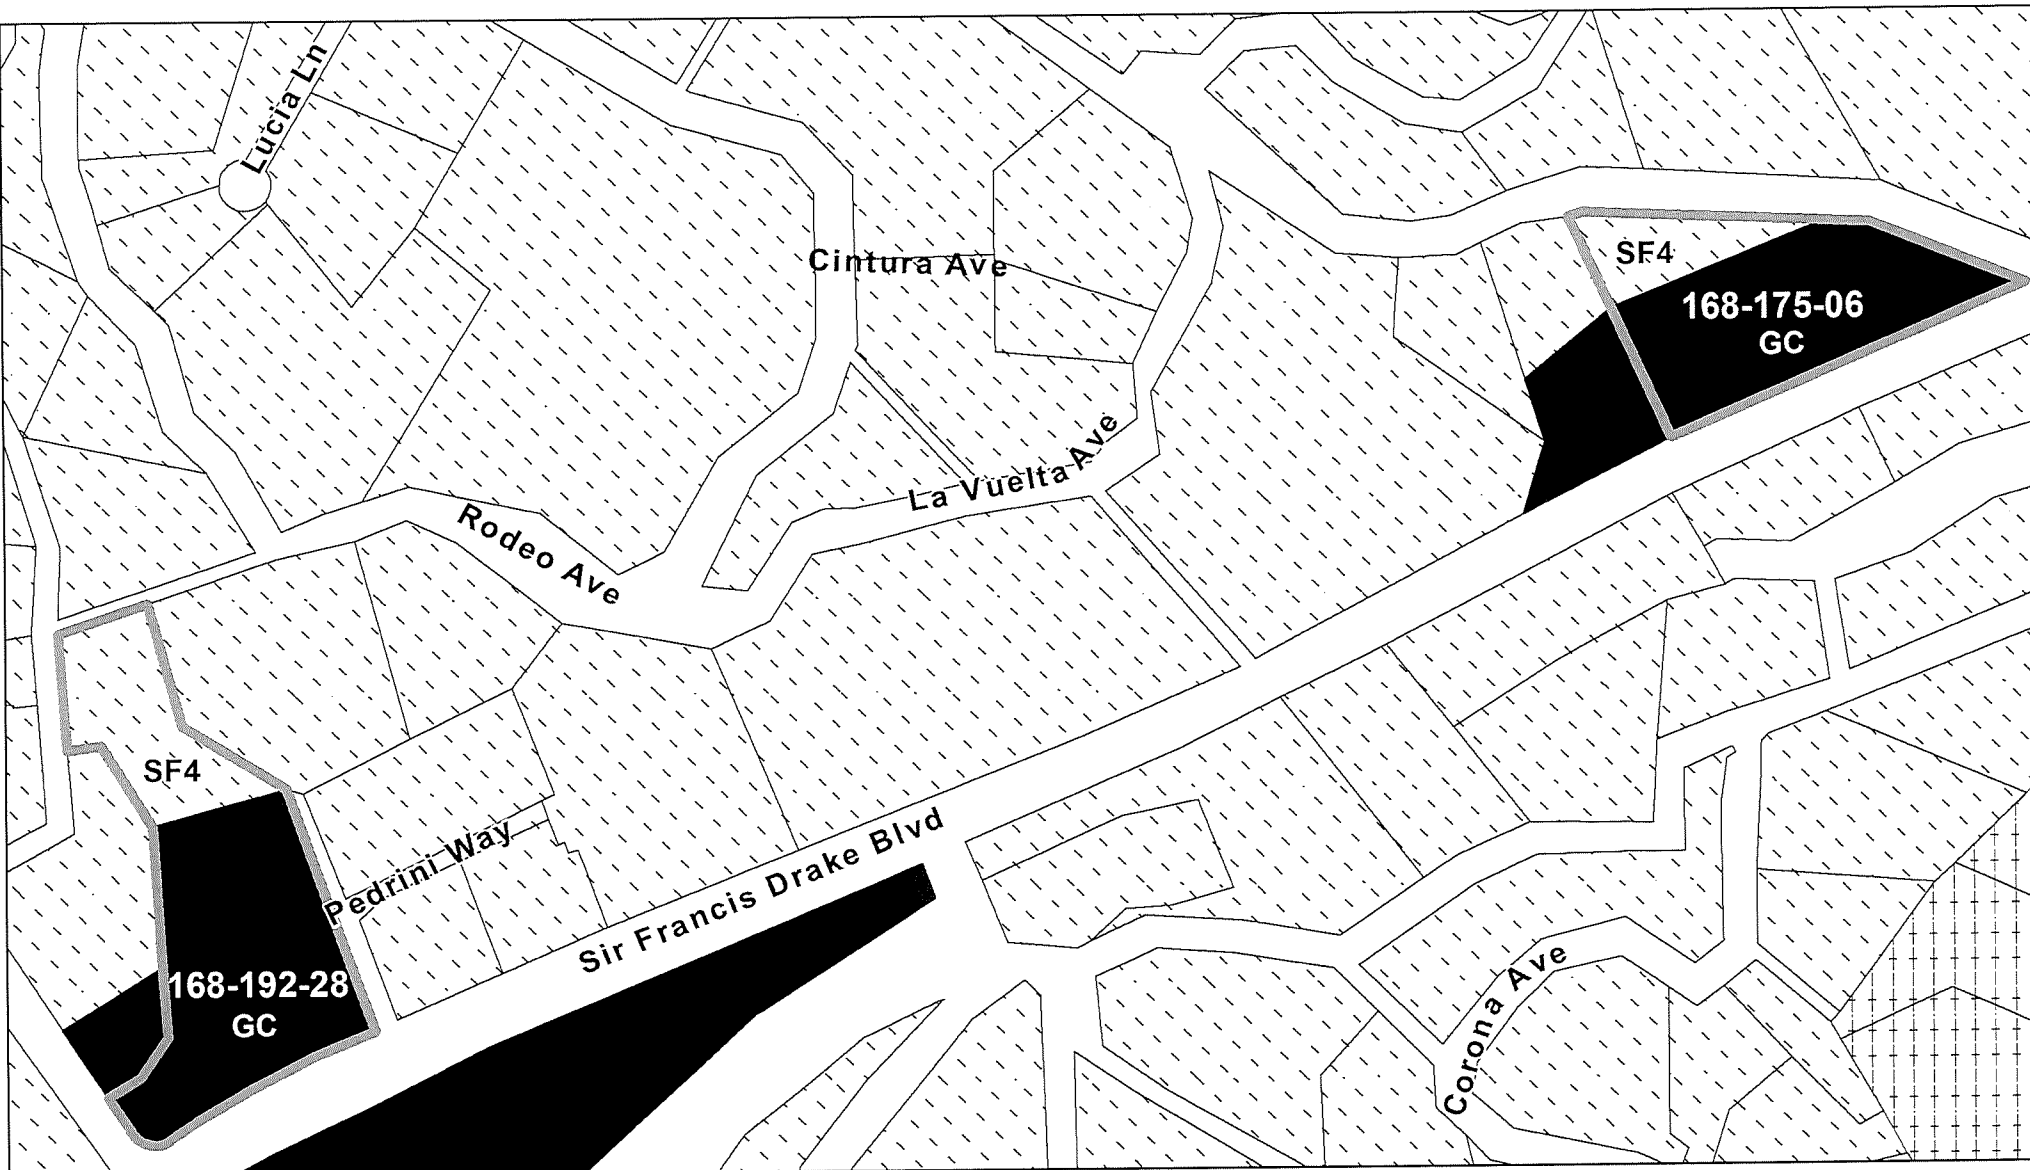 Lucia Ln
Cintura Ave
SF4
168-175-06
GC
La Vuelta Ave
Rodeo Ave
SF4
Pedrini Way
Sir Francis Drake Blvd
168-192-28
GC
Corona Ave